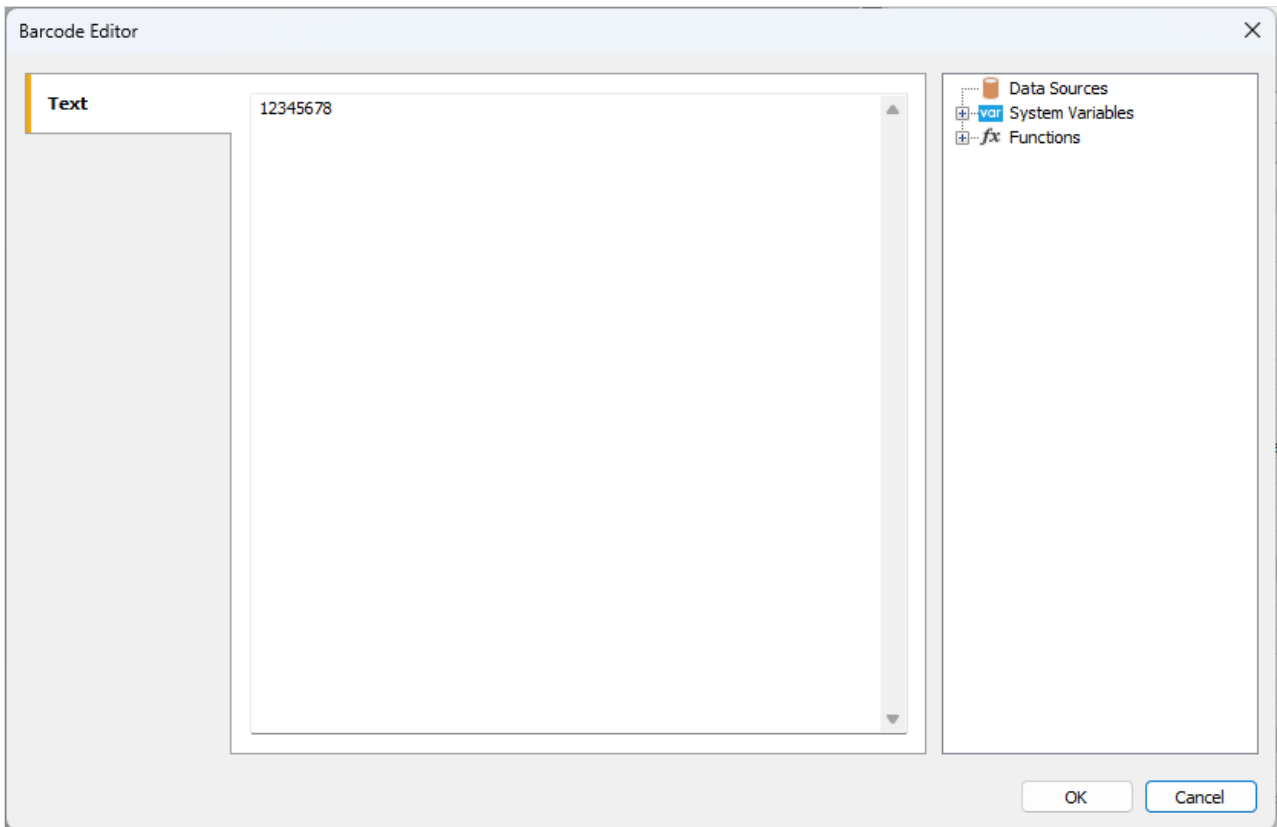 Barcode Editor
Text
12345678
Data Sources
var System Variables
fx Functions
OK
Cancel